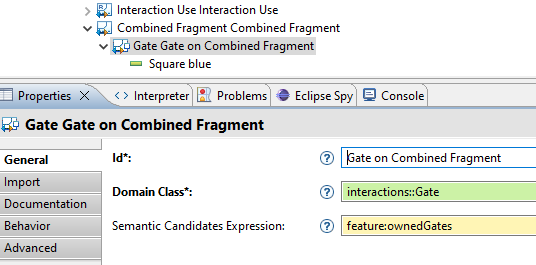 Interaction Use Interaction Use
Combined Fragment Combined Fragment
Gate Gate on Combined Fragment
Square blue
Properties Interpreter Problems Eclipse Spy Console
Gate Gate on Combined Fragment
General
Id*: Gate on Combined Fragment
Import
Domain Class*: interactions::Gate
Documentation
Behavior
Semantic Candidates Expression: feature:ownedGates
Advanced